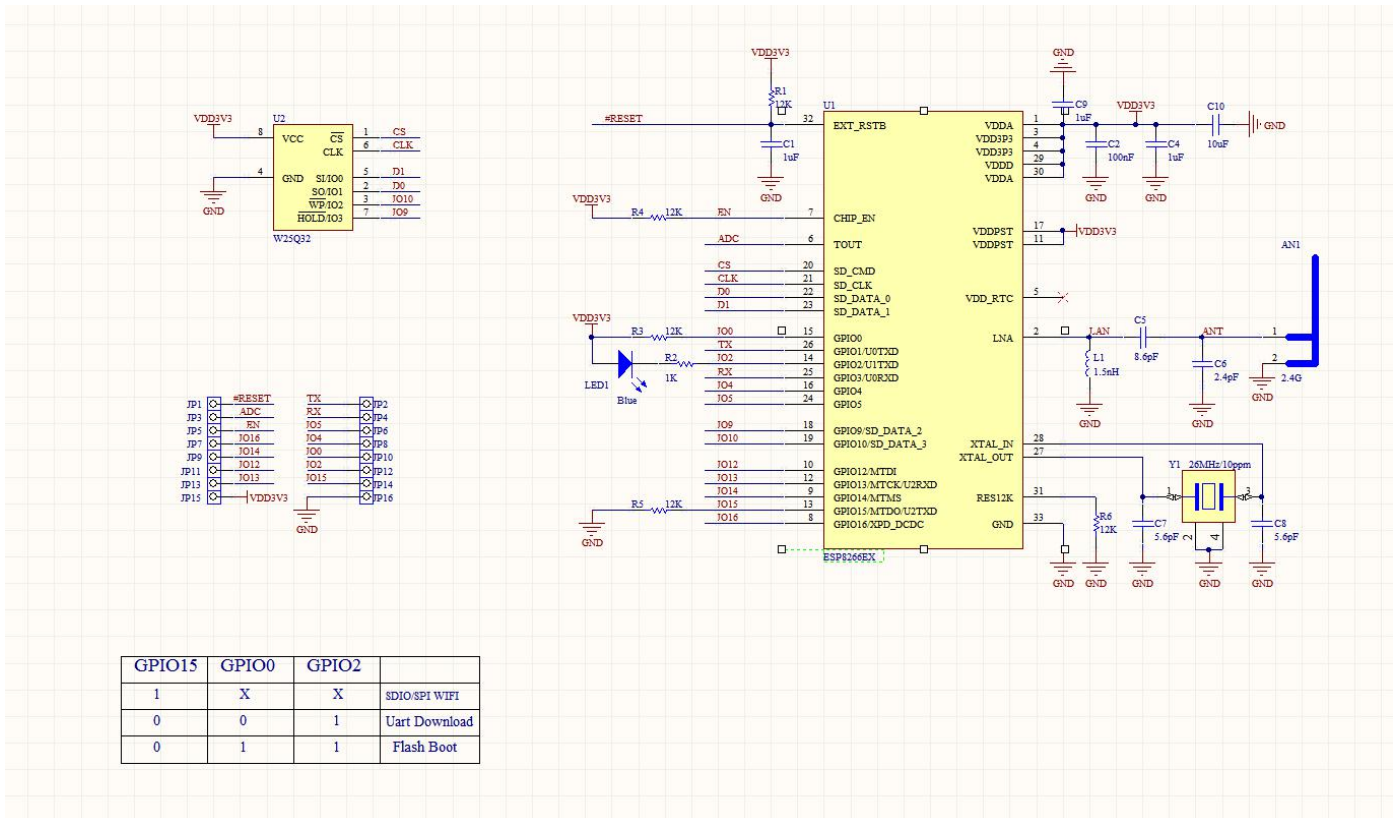 VDD3V3
U2
8 VCC
CS 1 CS
CLK 6 CLK
4 GND
SI/IO0 5 D1
SO/IO1 2 D0
WP/IO2 3 JO10
HOLD/IO3 7 JO9
GND
W25Q32
JP1 #RESET
JP3 ADC
JP5 EN
JP7 JO16
JP9 JO14
JP11 JO12
JP13 JO13
JP15 VDD3V3
TX JP2
RX JP4
JO5 JP6
JO4 JP8
JO0 JP10
JO2 JP12
JO15 JP14
JP16
GND
VDD3V3
R1
12K
#RESET
C1
1uF
GND
VDD3V3
R4 12K EN
ADC
CS
CLK
D0
D1
VDD3V3
R3 12K JO0
TX
R2 JO2
1K
LED1
Blue
RX
JO4
JO5
JO9
JO10
JO12
JO13
JO14
R5 12K JO15
JO16
GND
U1
32 EXT_RSTB
7 CHIP_EN
6 TOUT
20 SD_CMD
21 SD_CLK
22 SD_DATA_0
23 SD_DATA_1
15 GPIO0
26 GPIO1/U0TXD
14 GPIO2/U1TXD
25 GPIO3/U0RXD
16 GPIO4
24 GPIO5
18 GPIO9/SD_DATA_2
19 GPIO10/SD_DATA_3
10 GPIO12/MTDI
12 GPIO13/MTCK/U2RXD
9 GPIO14/MTMS
13 GPIO15/MTDO/U2TXD
8 GPIO16/XPD_DCDC
VDDA 1
VDD3P3 3
VDD3P3 4
VDDD 29
VDDA 30
VDDPST 17
VDDPST 11
VDD_RTC 5
LNA 2
XTAL_IN 28
XTAL_OUT 27
RES12K 31
GND 33
ESP8266EX
GND
C9
1uF
VDD3V3
C10
10uF
GND
C2
100nF
GND
C4
1uF
GND
VDD3V3
AN1
LAN
C5
8.6pF
ANT
1
2
2.4G
GND
L1
1.5nH
GND
C6
2.4pF
GND
Y1 26MHz/10ppm
1
3
2
4
R6
12K
C7
5.6pF
C8
5.6pF
GND
GND
GND
GND
GND
GPIO15 GPIO0 GPIO2
1 X X SDIO/SPI WIFI
0 0 1 Uart Download
0 1 1 Flash Boot